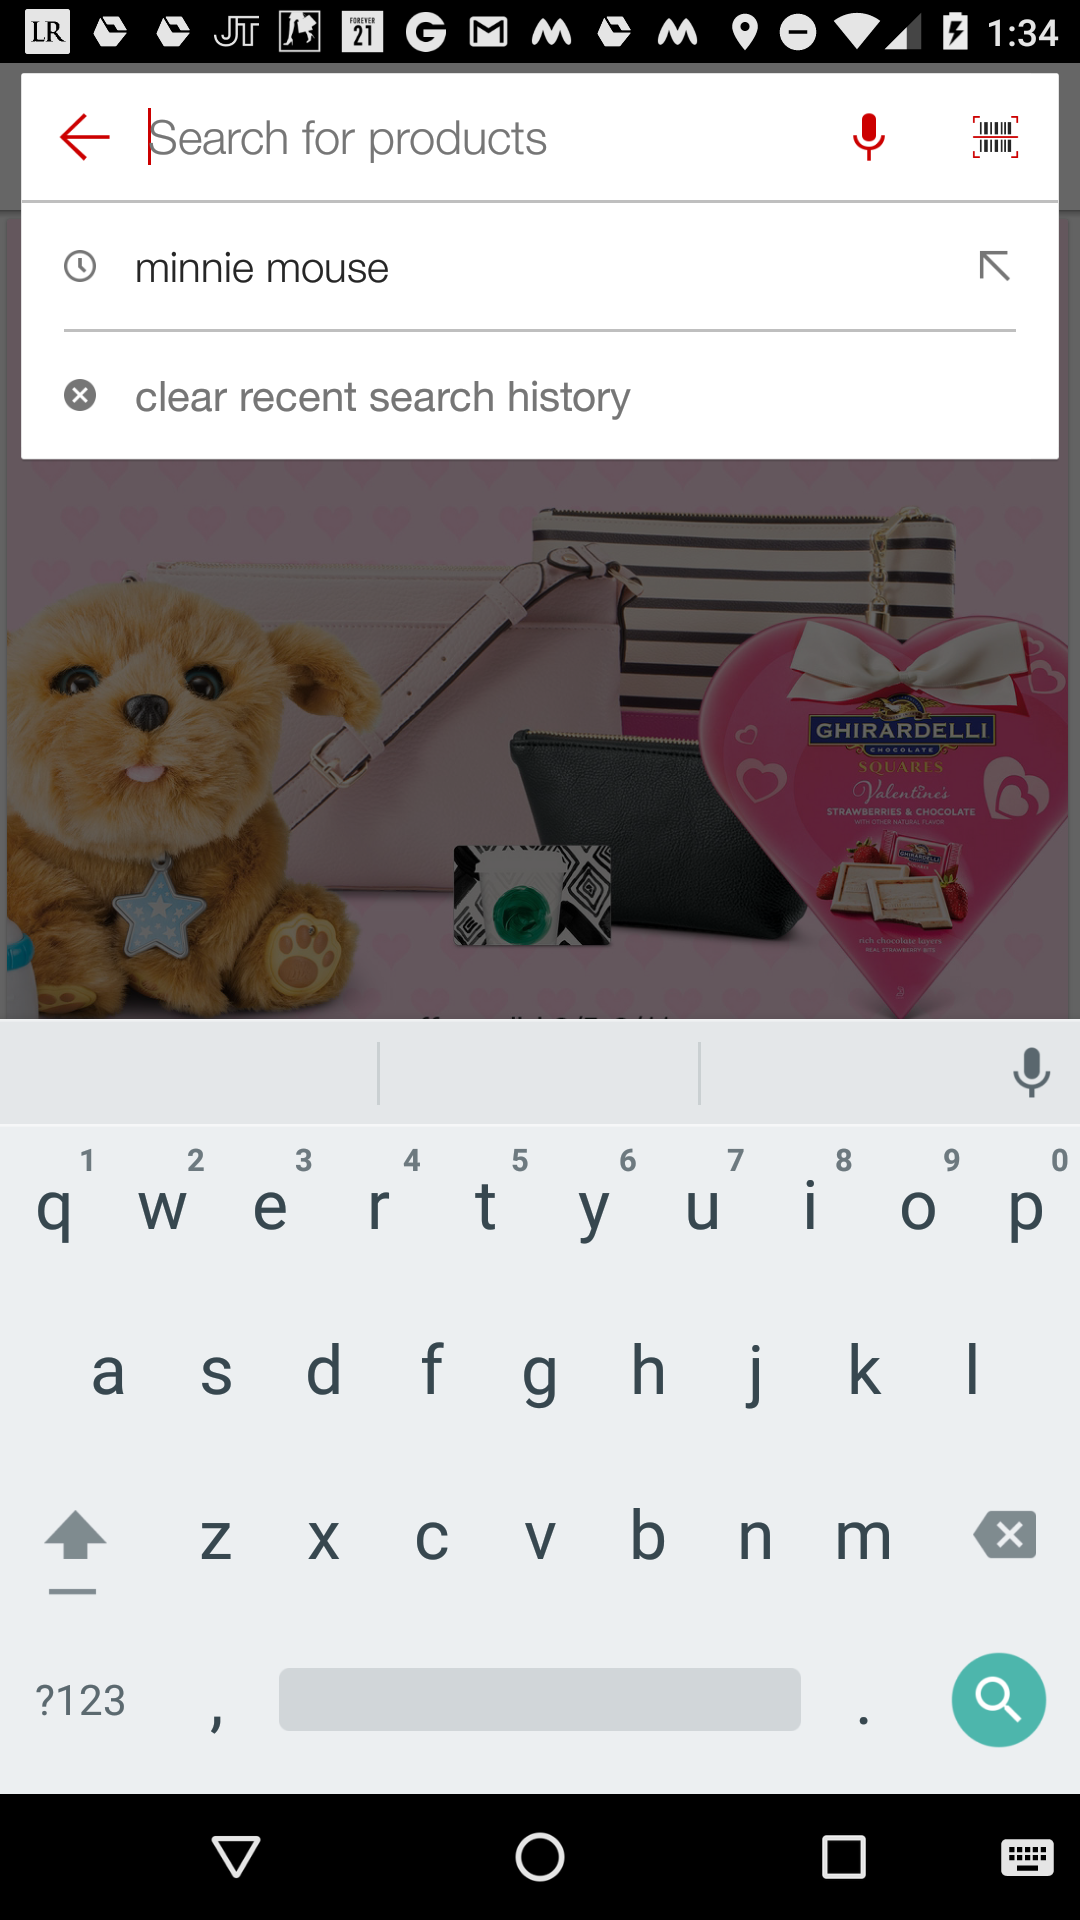 LR JT FOREVER 21 G M 1:34
Search for products
minnie mouse
clear recent search history
GHIRARDELLI
CHOCOLATE
SQUARES
Valentine's
STRAWBERRIES & CHOCOLATE
WITH OTHER NATURAL FLAVOR
GHIRARDELLI
rich chocolate layers
REAL STRAWBERRY BITS
1 2 3 4 5 6 7 8 9 0
q w e r t y u i o p
a s d f g h j k l
z x c v b n m
?123 , .